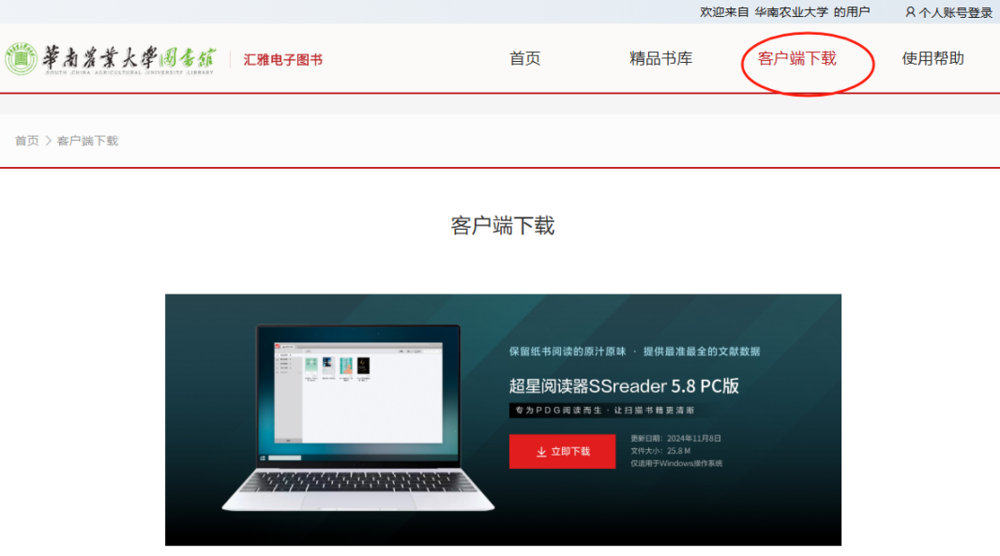 欢迎来自 华南农业大学 的用户 个人账号登录
華南農業大學圖書館 汇雅电子图书 首页 精品书库 客户端下载 使用帮助
SOUTH CHINA AGRICULTURAL UNIVERSITY LIBRARY
首页 > 客户端下载
客户端下载
保留纸书阅读的原汁原味 · 提供最准最全的文献数据
超星阅读器SSreader 5.8 PC版
专为PDG阅读而生 · 让扫描书籍更清晰
立即下载
更新日期：2024年11月8日
文件大小：25.8 M
仅适用于Windows操作系统